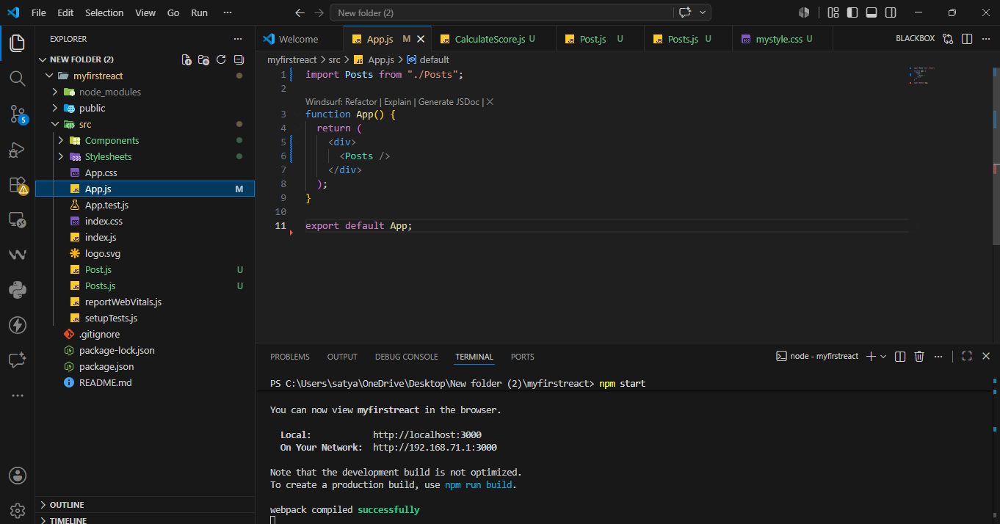 File Edit Selection View Go Run ··· New folder (2)
EXPLORER ···
NEW FOLDER (2)
myfirstreact
node_modules
public
src
Components
Stylesheets
App.css
App.js M
App.test.js
index.css
index.js
logo.svg
Post.js U
Posts.js U
reportWebVitals.js
setupTests.js
.gitignore
package-lock.json
package.json
README.md
OUTLINE
TIMELINE
5
Welcome App.js M CalculateScore.js U Post.js U Posts.js U mystyle.css U BLACKBOX
myfirstreact > src > App.js > default
1 import Posts from "./Posts";
2
Windsurf: Refactor | Explain | Generate JSDoc | X
3 function App() {
4 return (
5 <div>
6 <Posts />
7 </div>
8 );
9 }
10
11 export default App;
PROBLEMS OUTPUT DEBUG CONSOLE TERMINAL PORTS node - myfirstreact
PS C:\Users\satya\OneDrive\Desktop\New folder (2)\myfirstreact> npm start
You can now view myfirstreact in the browser.
Local: http://localhost:3000
On Your Network: http://192.168.71.1:3000
Note that the development build is not optimized.
To create a production build, use npm run build.
webpack compiled successfully